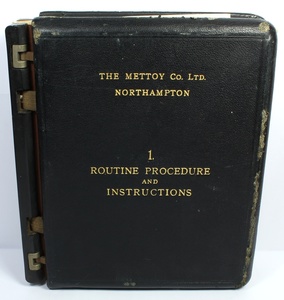 THE METTOY Co. LTD.
NORTHAMPTON
1.
ROUTINE PROCEDURE
AND
INSTRUCTIONS